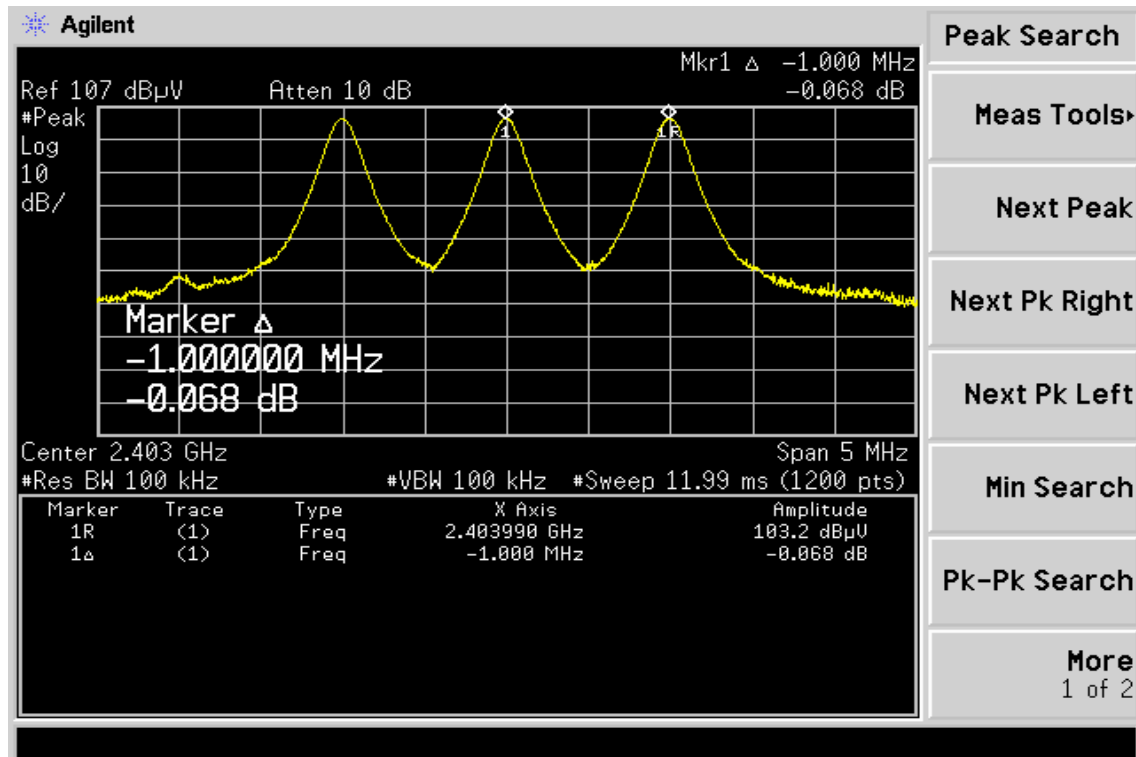 Agilent
Peak Search
Mkr1 Δ -1.000 MHz
Ref 107 dBµV Atten 10 dB -0.068 dB
#Peak
Log
10
dB/
1
1R
Marker Δ
-1.000000 MHz
-0.068 dB
Center 2.403 GHz Span 5 MHz
#Res BW 100 kHz #VBW 100 kHz #Sweep 11.99 ms (1200 pts)
Marker Trace Type X Axis Amplitude
1R (1) Freq 2.403990 GHz 103.2 dBµV
1Δ (1) Freq -1.000 MHz -0.068 dB
Meas Tools▸
Next Peak
Next Pk Right
Next Pk Left
Min Search
Pk-Pk Search
More
1 of 2